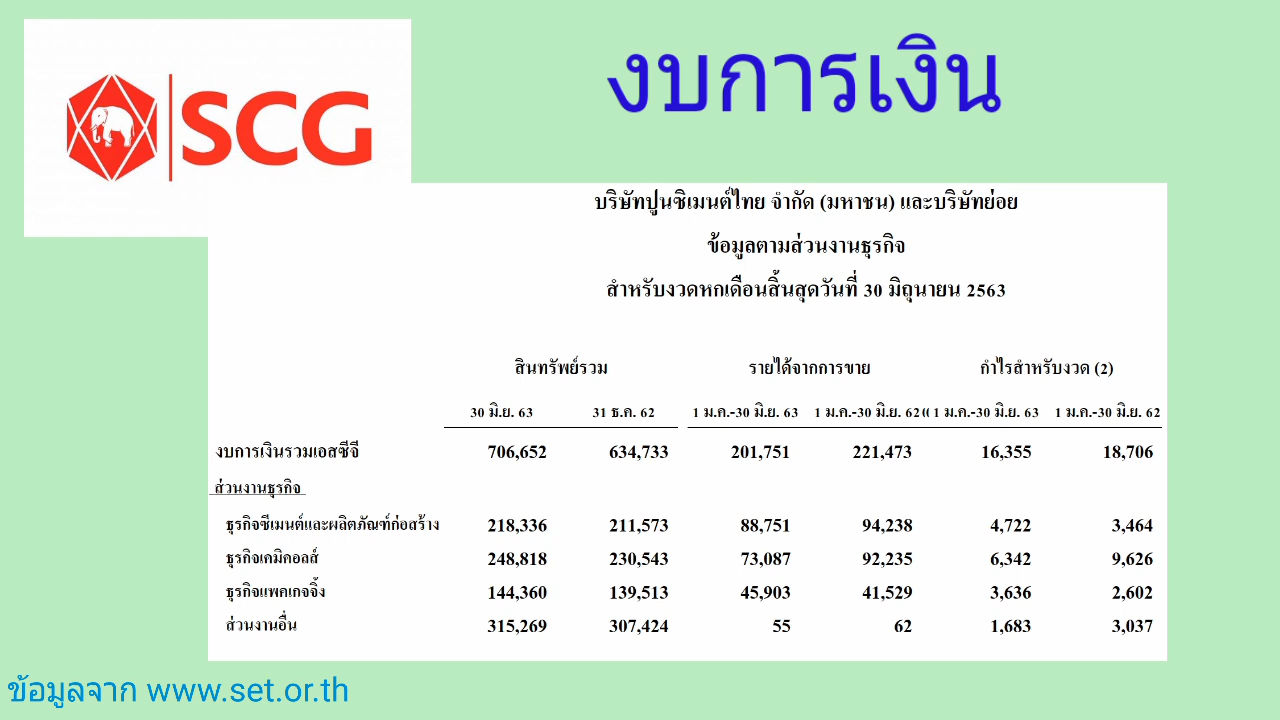 SCG
งบการเงิน
บริษัทปูนซิเมนต์ไทย จำกัด (มหาชน) และบริษัทย่อย
ข้อมูลตามส่วนงานธุรกิจ
สำหรับงวดหกเดือนสิ้นสุดวันที่ 30 มิถุนายน 2563
สินทรัพย์รวม รายได้จากการขาย กำไรสำหรับงวด (2)
30 มิ.ย. 63 31 ธ.ค. 62 1 ม.ค.-30 มิ.ย. 63 1 ม.ค.-30 มิ.ย. 62 1 ม.ค.-30 มิ.ย. 63 1 ม.ค.-30 มิ.ย. 62
งบการเงินรวมเอสซีจี 706,652 634,733 201,751 221,473 16,355 18,706
ส่วนงานธุรกิจ
ธุรกิจซีเมนต์และผลิตภัณฑ์ก่อสร้าง 218,336 211,573 88,751 94,238 4,722 3,464
ธุรกิจเคมิคอลส์ 248,818 230,543 73,087 92,235 6,342 9,626
ธุรกิจแพคเกจจิ้ง 144,360 139,513 45,903 41,529 3,636 2,602
ส่วนงานอื่น 315,269 307,424 55 62 1,683 3,037
ข้อมูลจาก www.set.or.th